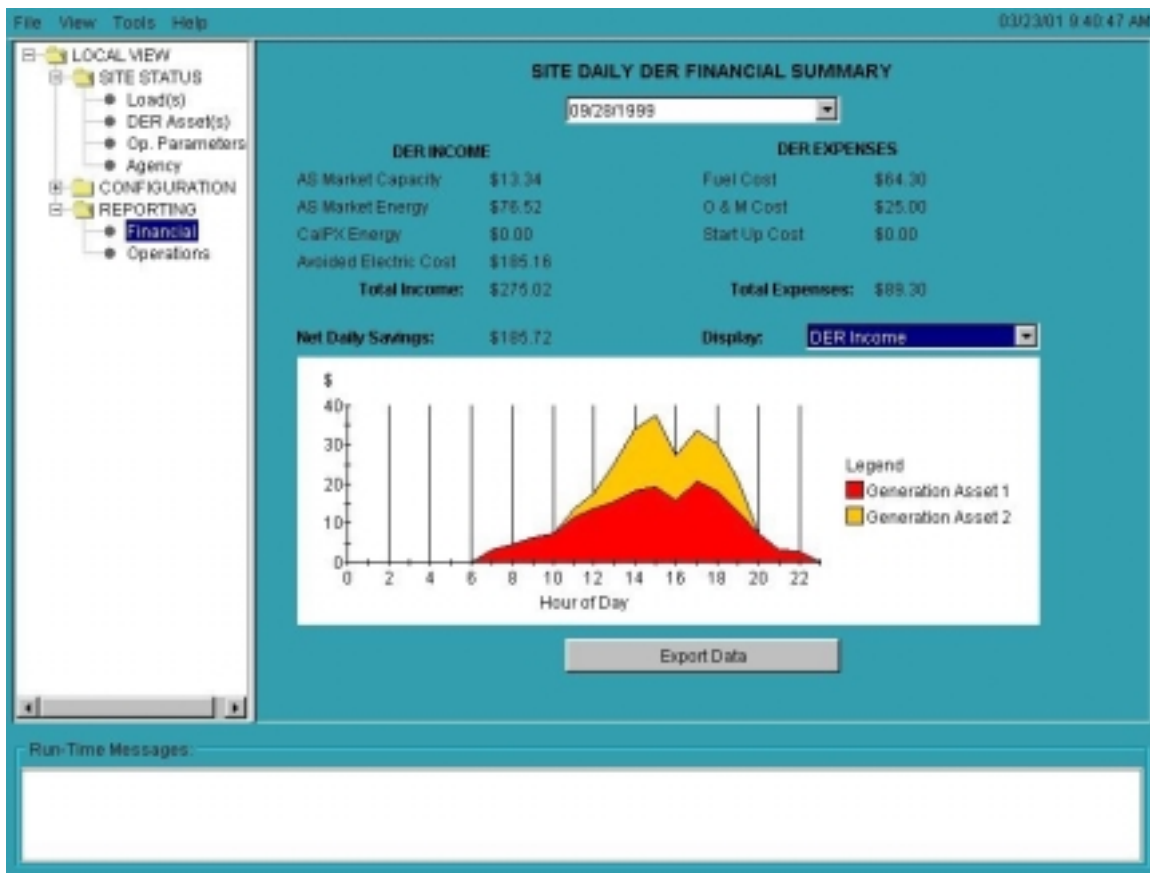 File View Tools Help
03/23/01 9:40:47 AM
LOCAL VIEW
SITE STATUS
Load(s)
DER Asset(s)
Op. Parameters
Agency
CONFIGURATION
REPORTING
Financial
Operations
SITE DAILY DER FINANCIAL SUMMARY
09/28/1999
DER INCOME
AS Market Capacity $13.34
AS Market Energy $76.52
CalPX Energy $0.00
Avoided Electric Cost $185.16
Total Income: $275.02
DER EXPENSES
Fuel Cost $64.30
O & M Cost $25.00
Start Up Cost $0.00
Total Expenses: $89.30
Net Daily Savings: $185.72
Display: DER Income
$
40
30
20
10
0
0 2 4 6 8 10 12 14 16 18 20 22
Hour of Day
Legend
Generation Asset 1
Generation Asset 2
Export Data
Run-Time Messages: